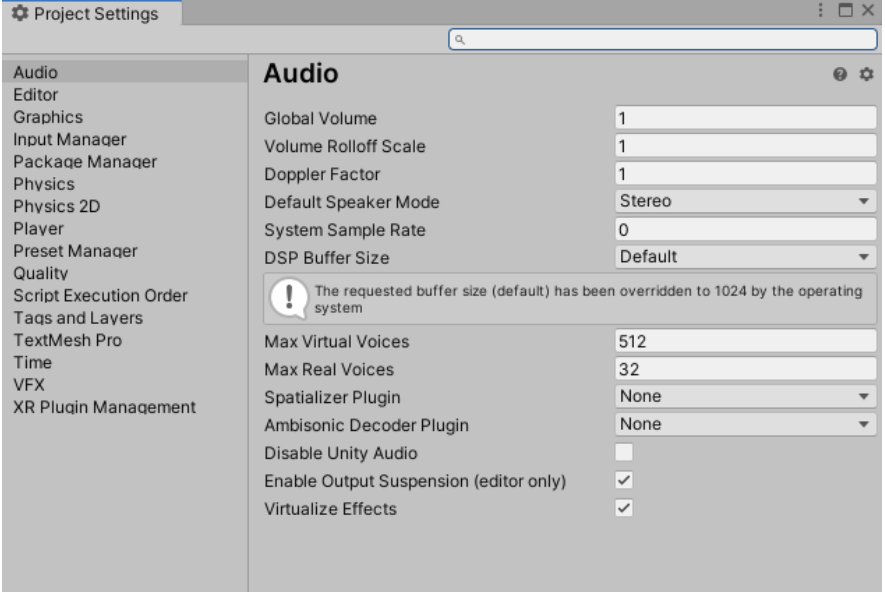 Project Settings
Audio
Editor
Graphics
Input Manager
Package Manager
Physics
Physics 2D
Player
Preset Manager
Quality
Script Execution Order
Tags and Layers
TextMesh Pro
Time
VFX
XR Plugin Management
Audio
Global Volume 1
Volume Rolloff Scale 1
Doppler Factor 1
Default Speaker Mode Stereo
System Sample Rate 0
DSP Buffer Size Default
The requested buffer size (default) has been overridden to 1024 by the operating
system
Max Virtual Voices 512
Max Real Voices 32
Spatializer Plugin None
Ambisonic Decoder Plugin None
Disable Unity Audio
Enable Output Suspension (editor only)
Virtualize Effects